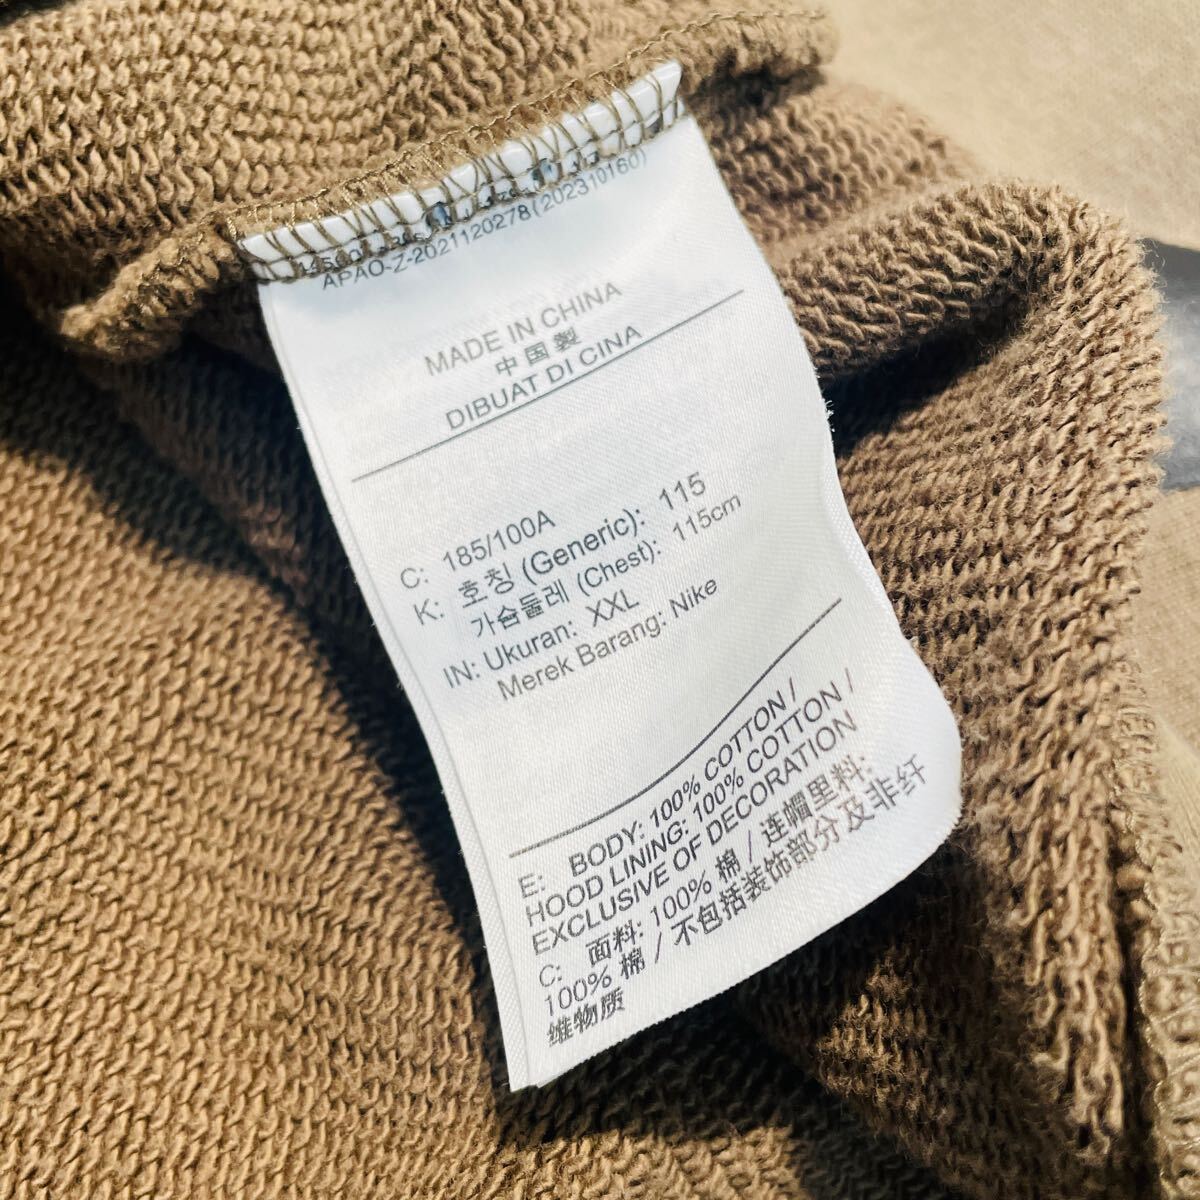 APAO-Z-2021120278(202310160)
MADE IN CHINA
中国製
DIBUAT DI CINA
C: 185/100A
K: 호칭 (Generic): 115
가슴둘레 (Chest): 115cm
IN: Ukuran: XXL
Merek Barang: Nike
E: BODY: 100% COTTON /
HOOD LINING: 100% COTTON /
EXCLUSIVE OF DECORATION
C: 面料: 100% 棉 / 连帽里料:
100% 棉 / 不包括装饰部分及非纤
维物质